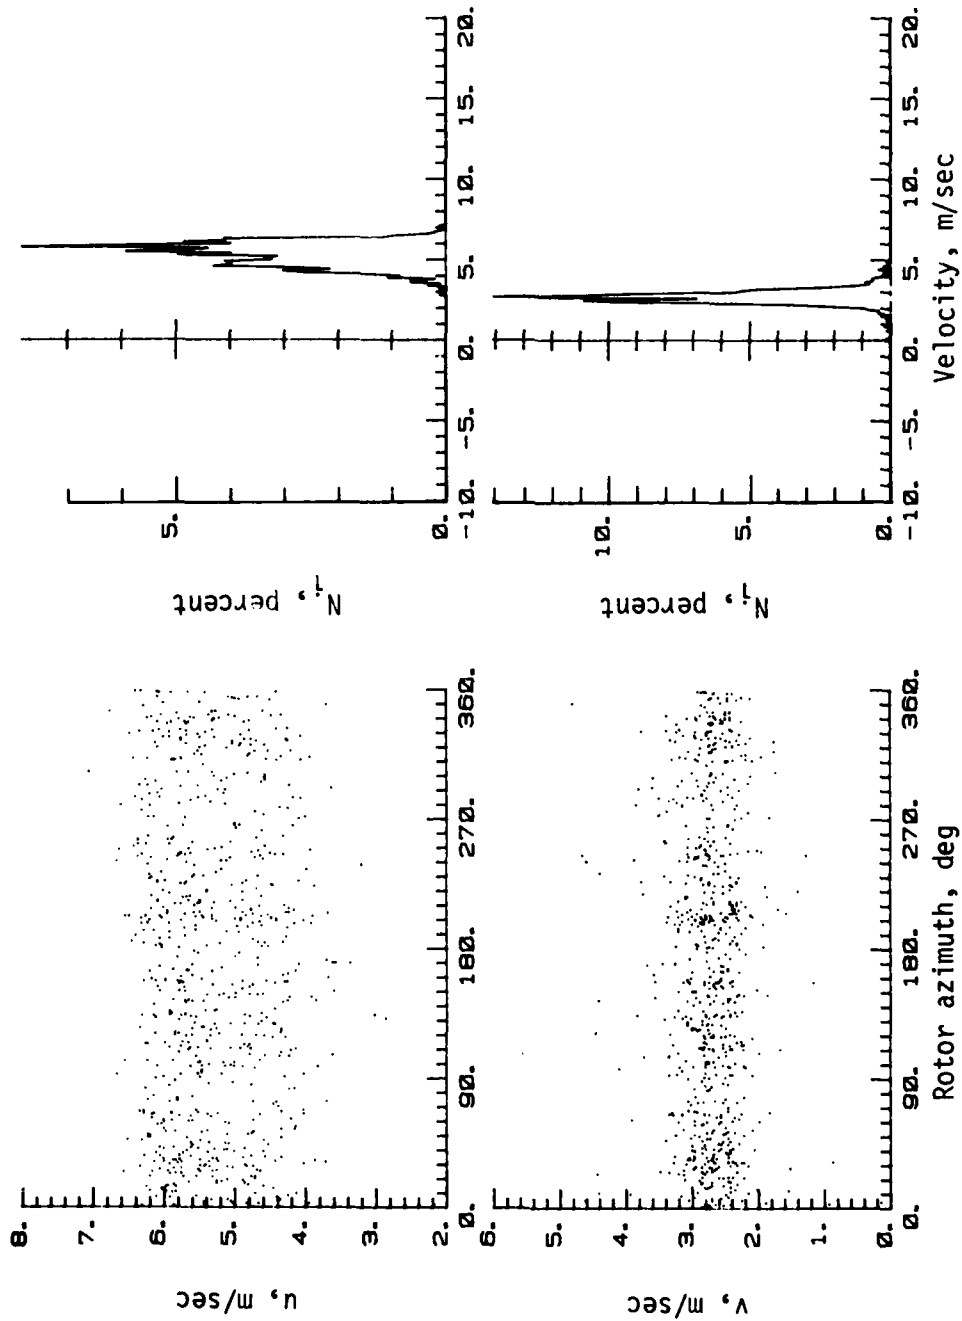 u, m/sec
8.
7.
6.
5.
4.
3.
2.
0. 90. 180. 270. 360.
N_i, percent
5.
0.
-10. -5. 0. 5. 10. 15. 20.
v, m/sec
6.
5.
4.
3.
2.
1.
0.
0. 90. 180. 270. 360.
Rotor azimuth, deg
N_i, percent
10.
5.
0.
-10. -5. 0. 5. 10. 15. 20.
Velocity, m/sec